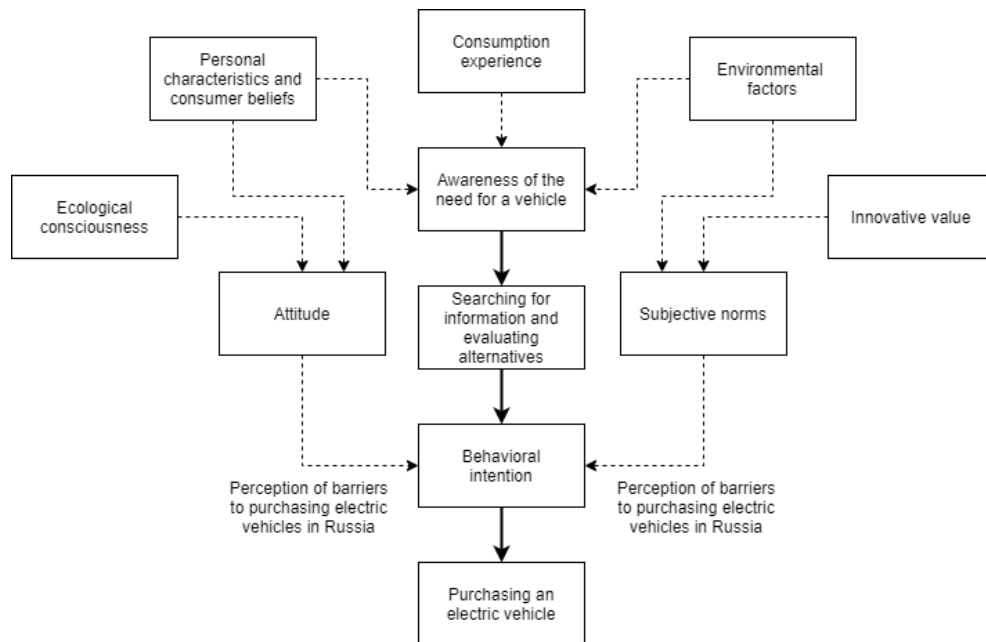 Consumption
experience
Personal
characteristics and
consumer beliefs
Environmental
factors
Awareness of the
need for a vehicle
Ecological
consciousness
Innovative value
Attitude
Searching for
information and
evaluating
alternatives
Subjective norms
Behavioral
intention
Perception of barriers
to purchasing electric
vehicles in Russia
Perception of barriers
to purchasing electric
vehicles in Russia
Purchasing an
electric vehicle